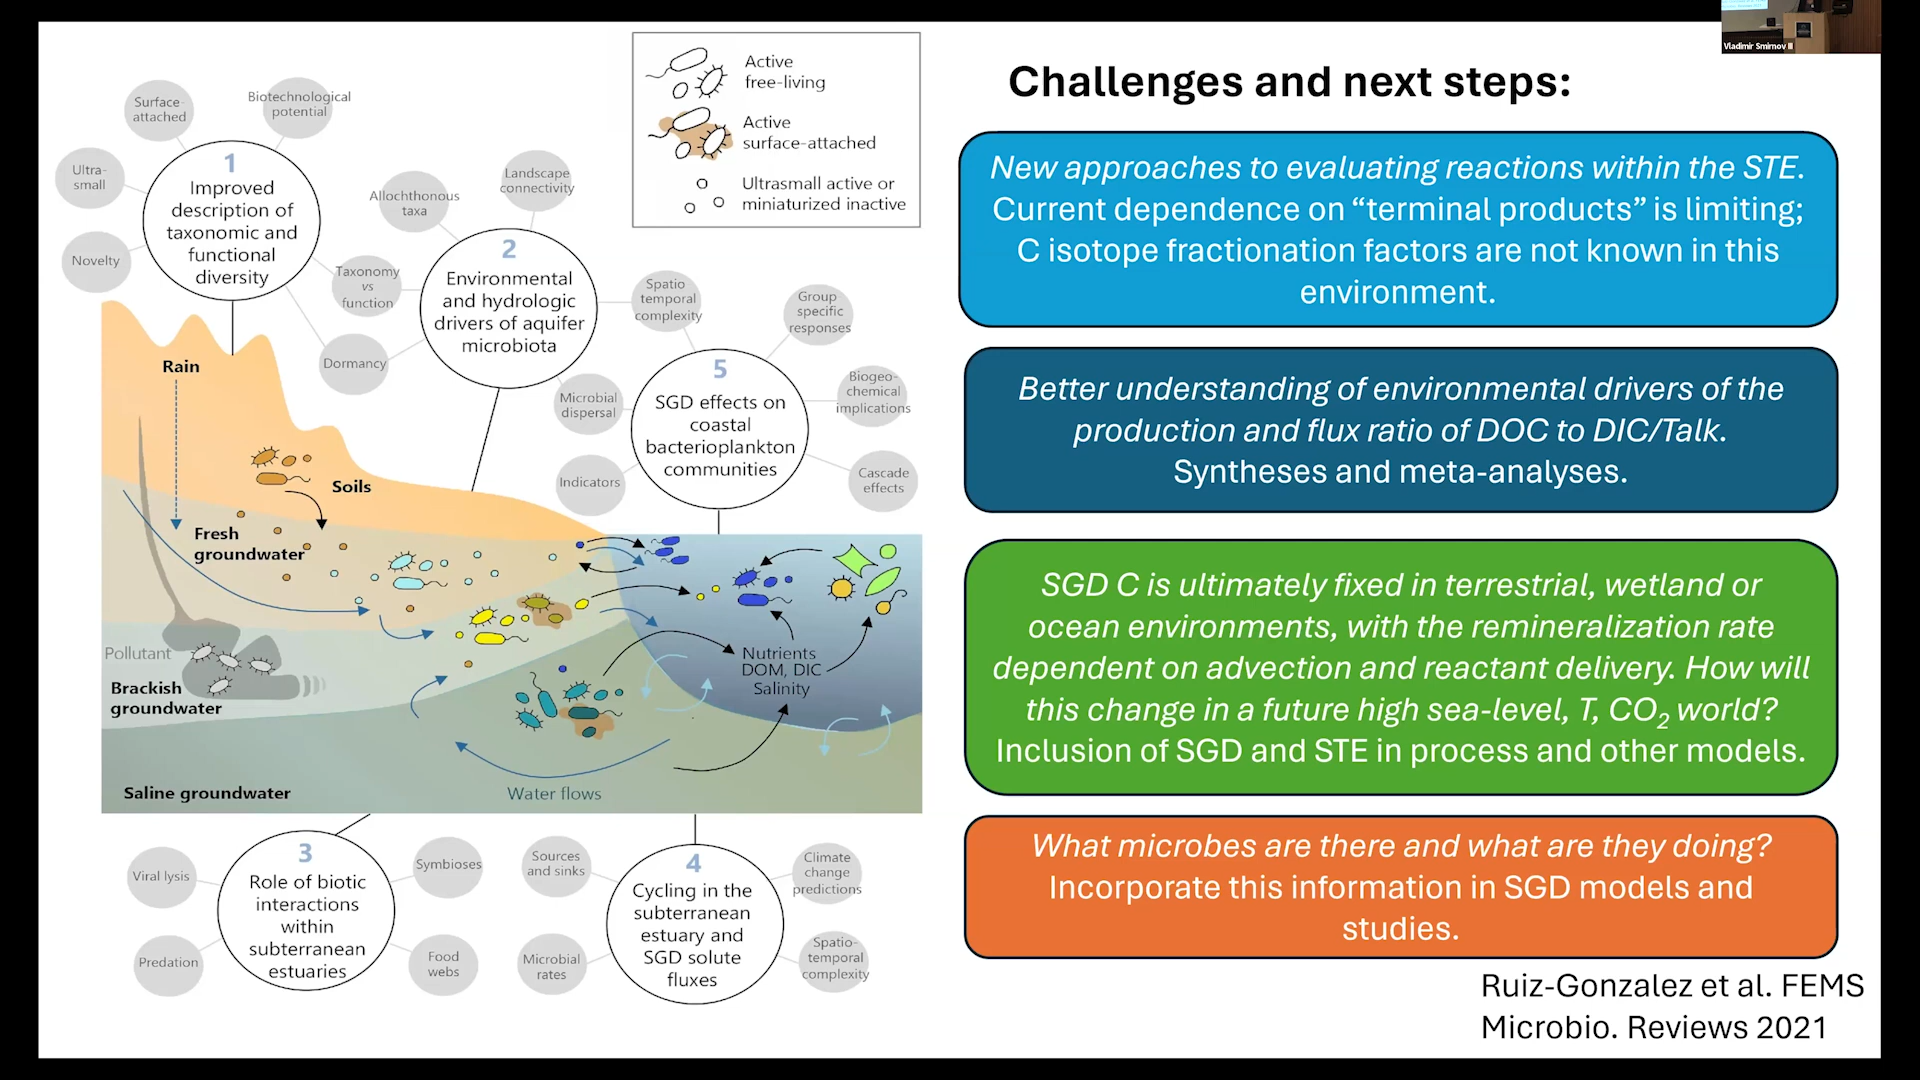 Vladimir Smirnov III
Challenges and next steps:
New approaches to evaluating reactions within the STE.
Current dependence on “terminal products” is limiting;
C isotope fractionation factors are not known in this
environment.
Better understanding of environmental drivers of the
production and flux ratio of DOC to DIC/Talk.
Syntheses and meta-analyses.
SGD C is ultimately fixed in terrestrial, wetland or
ocean environments, with the remineralization rate
dependent on advection and reactant delivery. How will
this change in a future high sea-level, T, CO2 world?
Inclusion of SGD and STE in process and other models.
What microbes are there and what are they doing?
Incorporate this information in SGD models and
studies.
Ruiz-Gonzalez et al. FEMS
Microbio. Reviews 2021
Active
free-living
Active
surface-attached
Ultrasmall active or
miniaturized inactive
Surface-
attached
Biotechnological
potential
Ultra-
small
Novelty
1
Improved
description of
taxonomic and
functional
diversity
Allochthonous
taxa
Landscape
connectivity
Taxonomy
vs
function
Dormancy
2
Environmental
and hydrologic
drivers of aquifer
microbiota
Spatio
temporal
complexity
Group
specific
responses
Microbial
dispersal
Biogeo-
chemical
implications
Indicators
Cascade
effects
5
SGD effects on
coastal
bacterioplankton
communities
Rain
Soils
Fresh
groundwater
Pollutant
Brackish
groundwater
Saline groundwater
Nutrients
DOM, DIC
Salinity
Water flows
Viral lysis
Symbioses
Predation
Food
webs
3
Role of biotic
interactions
within
subterranean
estuaries
Sources
and sinks
Climate
change
predictions
Microbial
rates
Spatio-
temporal
complexity
4
Cycling in the
subterranean
estuary and
SGD solute
fluxes